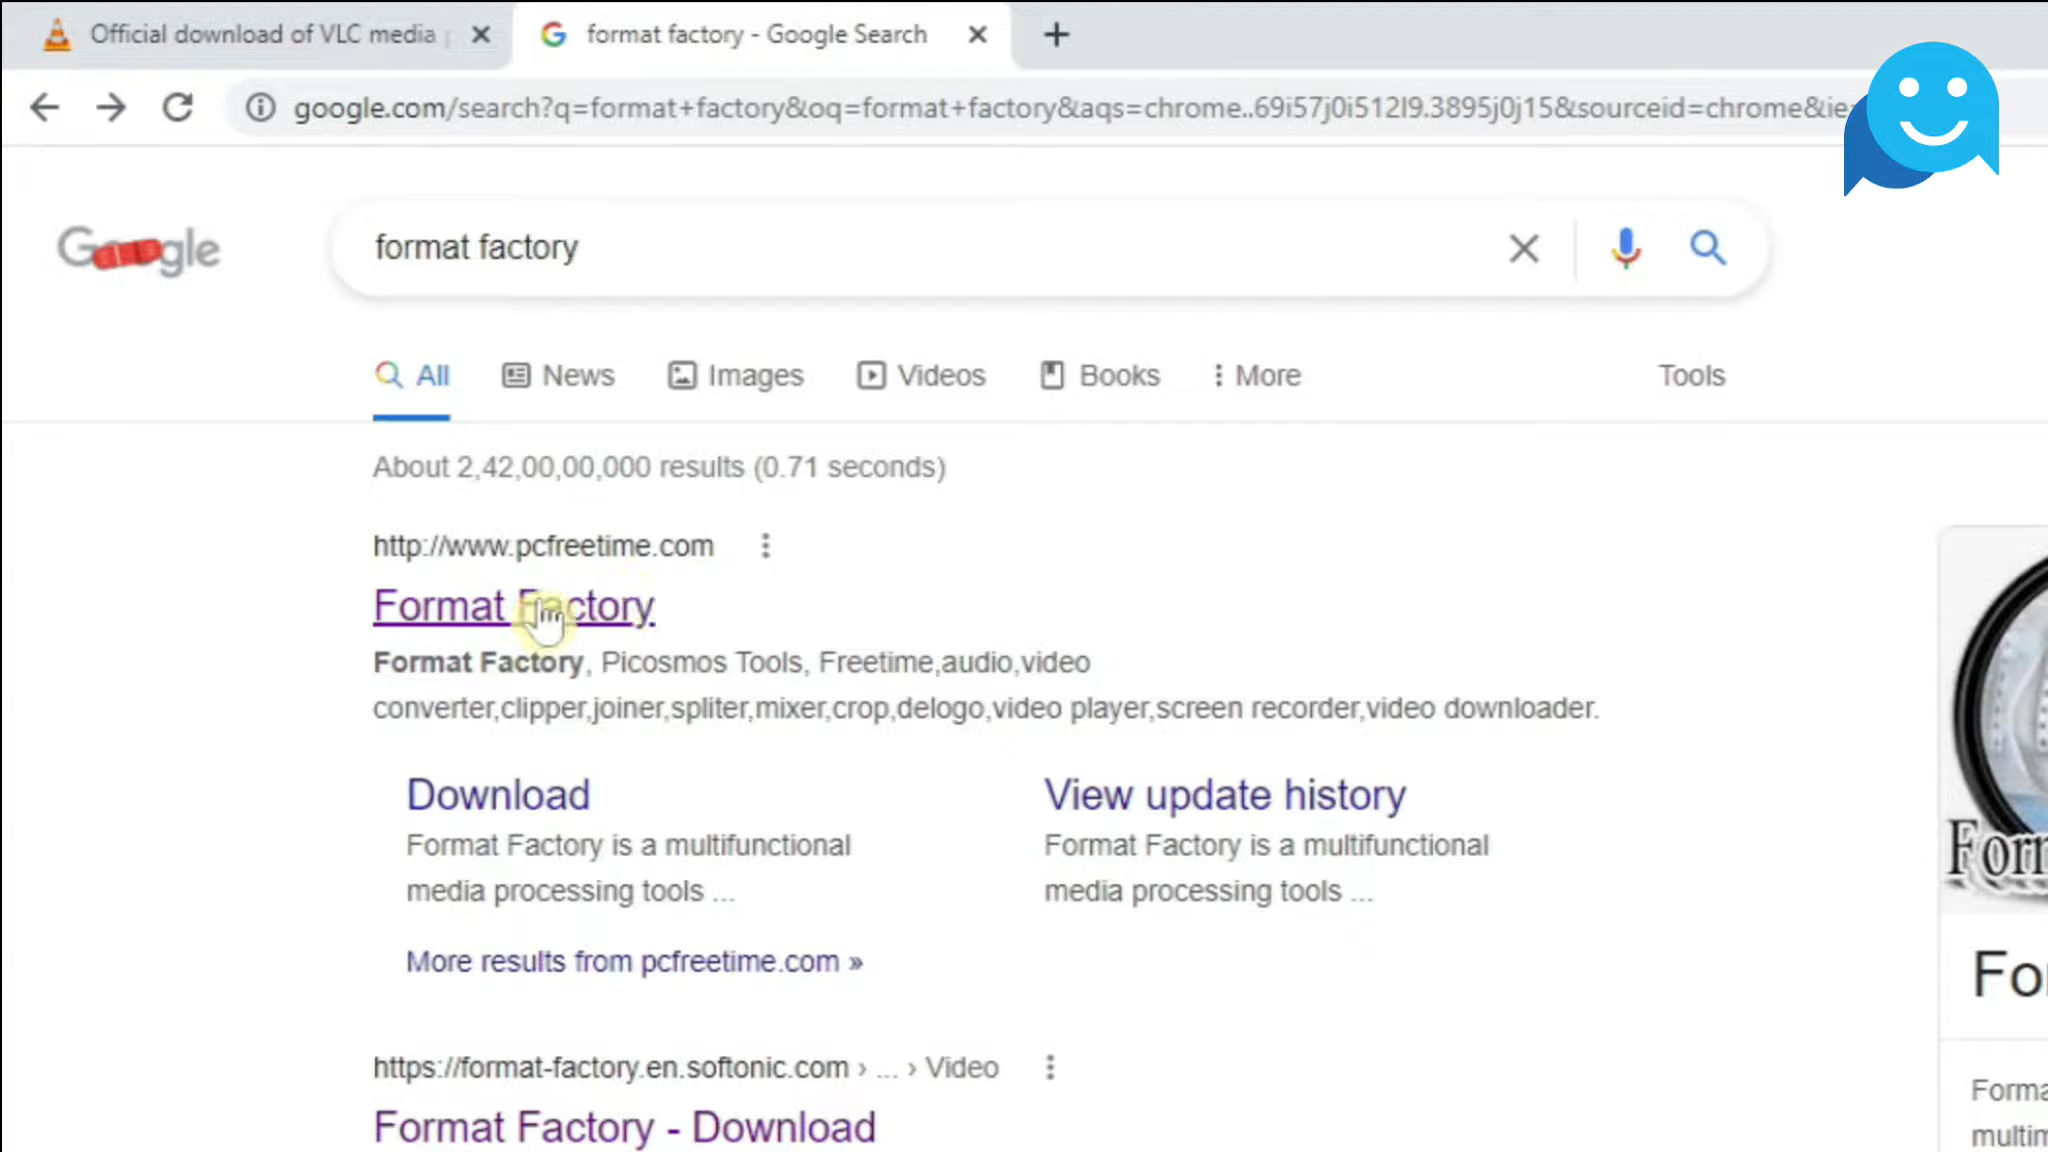 Official download of VLC media
format factory - Google Search
google.com/search?q=format+factory&oq=format+factory&aqs=chrome..69i57j0i512l9.3895j0j15&sourceid=chrome&ie
Google
format factory
All
News
Images
Videos
Books
More
Tools
About 2,42,00,00,000 results (0.71 seconds)
http://www.pcfreetime.com
Format Factory
Format Factory, Picosmos Tools, Freetime,audio,video
converter,clipper,joiner,spliter,mixer,crop,delogo,video player,screen recorder,video downloader.
Download
View update history
Format Factory is a multifunctional
media processing tools ...
Format Factory is a multifunctional
media processing tools ...
More results from pcfreetime.com »
https://format-factory.en.softonic.com › ... › Video
Format Factory - Download
Form
Fo
Forma
multim